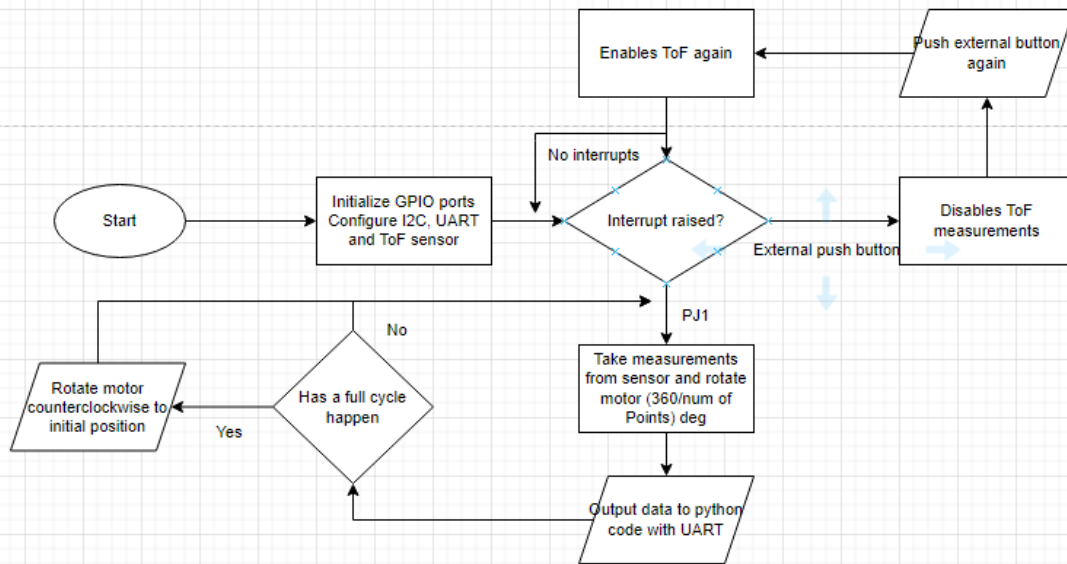 Enables ToF again
Push external button
again
No interrupts
Start
Initialize GPIO ports
Configure I2C, UART
and ToF sensor
Interrupt raised?
External push button
Disables ToF
measurements
PJ1
No
Has a full cycle
happen
Yes
Rotate motor
counterclockwise to
initial position
Take measurements
from sensor and rotate
motor (360/num of
Points) deg
Output data to python
code with UART